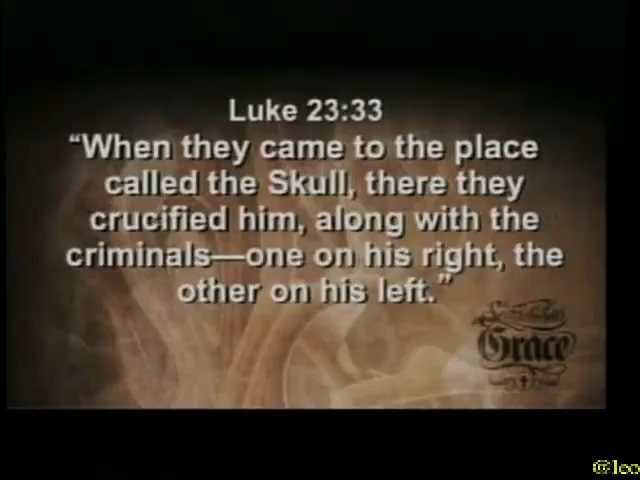 Luke 23:33
“When they came to the place
called the Skull, there they
crucified him, along with the
criminals—one on his right, the
other on his left.”
Grace